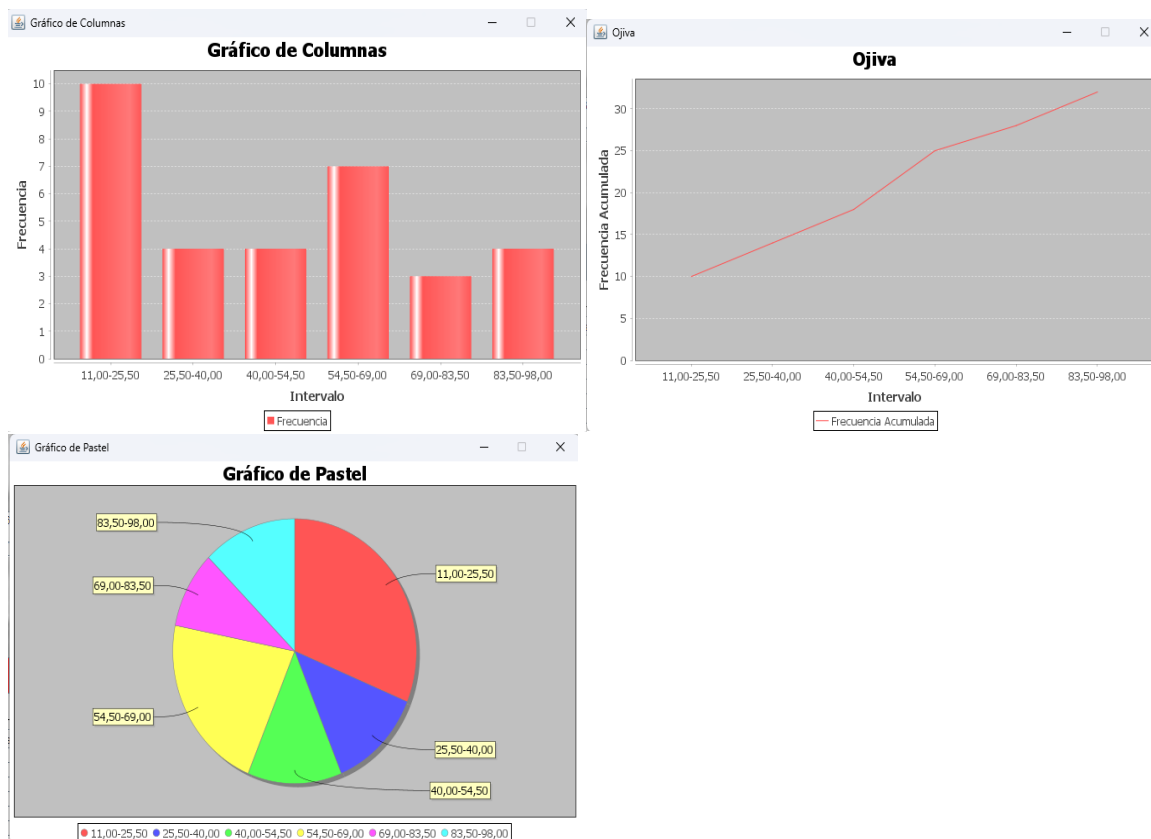 Gráfico de Columnas
Gráfico de Columnas
Frecuencia
10
9
8
7
6
5
4
3
2
1
0
11,00-25,50 25,50-40,00 40,00-54,50 54,50-69,00 69,00-83,50 83,50-98,00
Intervalo
Frecuencia
Ojiva
Ojiva
Frecuencia Acumulada
30
25
20
15
10
5
0
11,00-25,50 25,50-40,00 40,00-54,50 54,50-69,00 69,00-83,50 83,50-98,00
Intervalo
Frecuencia Acumulada
Gráfico de Pastel
Gráfico de Pastel
83,50-98,00
11,00-25,50
69,00-83,50
54,50-69,00
25,50-40,00
40,00-54,50
11,00-25,50 25,50-40,00 40,00-54,50 54,50-69,00 69,00-83,50 83,50-98,00